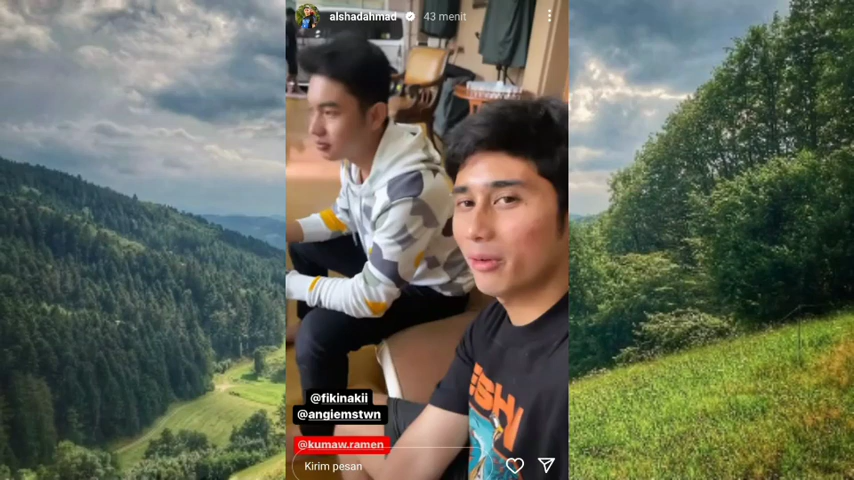 alshadahmad 43 menit
@fikinakii
@angiemstwn
@kumaw.ramen
Kirim pesan